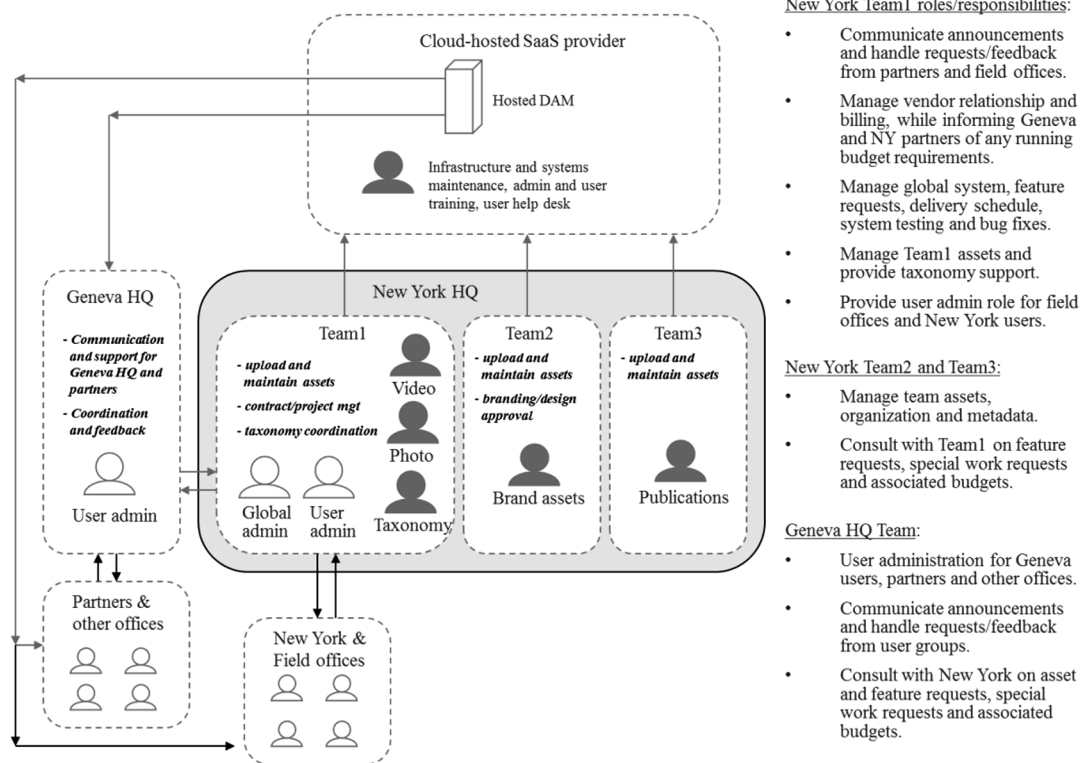 Cloud-hosted SaaS provider
Hosted DAM
Infrastructure and systems
maintenance, admin and user
training, user help desk
Geneva HQ
- Communication
and support for
Geneva HQ and
partners
- Coordination
and feedback
User admin
New York HQ
Team1
- upload and
maintain assets
- contract/project mgt
- taxonomy coordination
Video
Photo
Taxonomy
Global
admin
User
admin
Team2
- upload and
maintain assets
- branding/design
approval
Brand assets
Team3
- upload and
maintain assets
Publications
Partners &
other offices
New York &
Field offices
New York Team1 roles/responsibilities:
• Communicate announcements
and handle requests/feedback
from partners and field offices.
• Manage vendor relationship and
billing, while informing Geneva
and NY partners of any running
budget requirements.
• Manage global system, feature
requests, delivery schedule,
system testing and bug fixes.
• Manage Team1 assets and
provide taxonomy support.
• Provide user admin role for field
offices and New York users.
New York Team2 and Team3:
• Manage team assets,
organization and metadata.
• Consult with Team1 on feature
requests, special work requests
and associated budgets.
Geneva HQ Team:
• User administration for Geneva
users, partners and other offices.
• Communicate announcements
and handle requests/feedback
from user groups.
• Consult with New York on asset
and feature requests, special
work requests and associated
budgets.